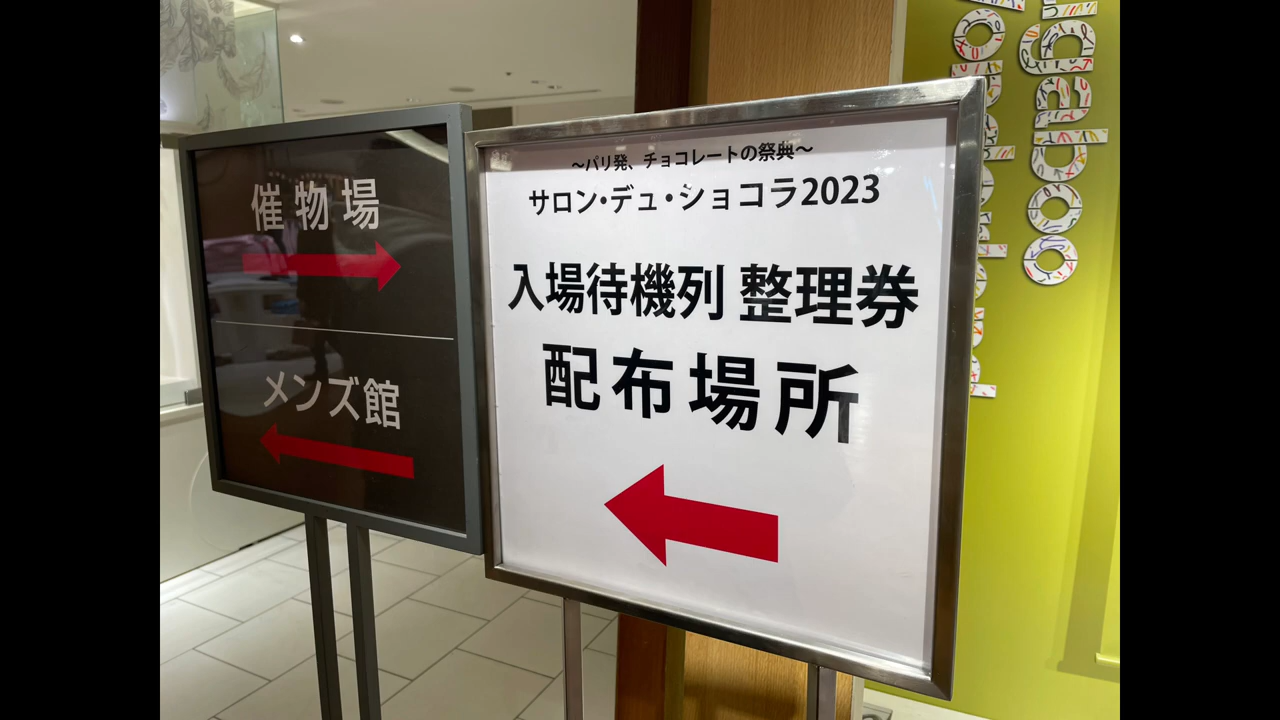 催物場
メンズ館
～パリ発、チョコレートの祭典～
サロン・デュ・ショコラ2023
入場待機列 整理券
配布場所